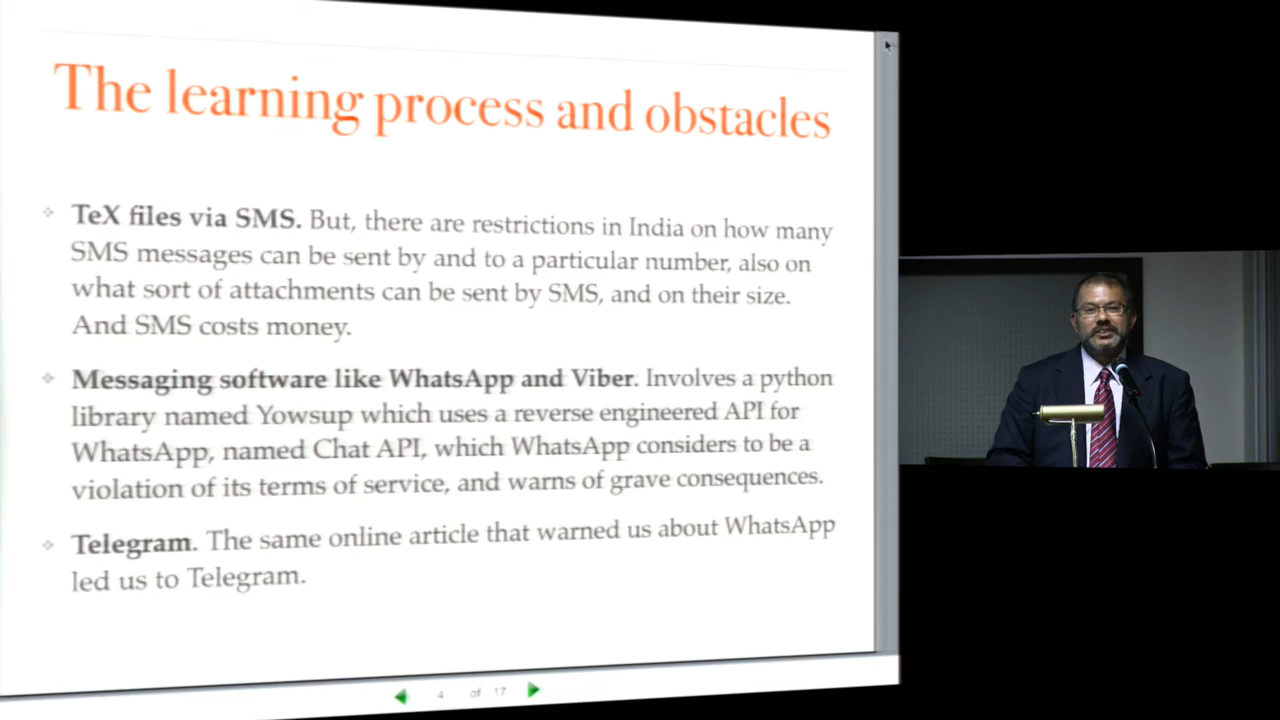 The learning process and obstacles
TeX files via SMS. But, there are restrictions in India on how many
SMS messages can be sent by and to a particular number, also on
what sort of attachments can be sent by SMS, and on their size.
And SMS costs money.
Messaging software like WhatsApp and Viber. Involves a python
library named Yowsup which uses a reverse engineered API for
WhatsApp, named Chat API, which WhatsApp considers to be a
violation of its terms of service, and warns of grave consequences.
Telegram. The same online article that warned us about WhatsApp
led us to Telegram.
4 of 17